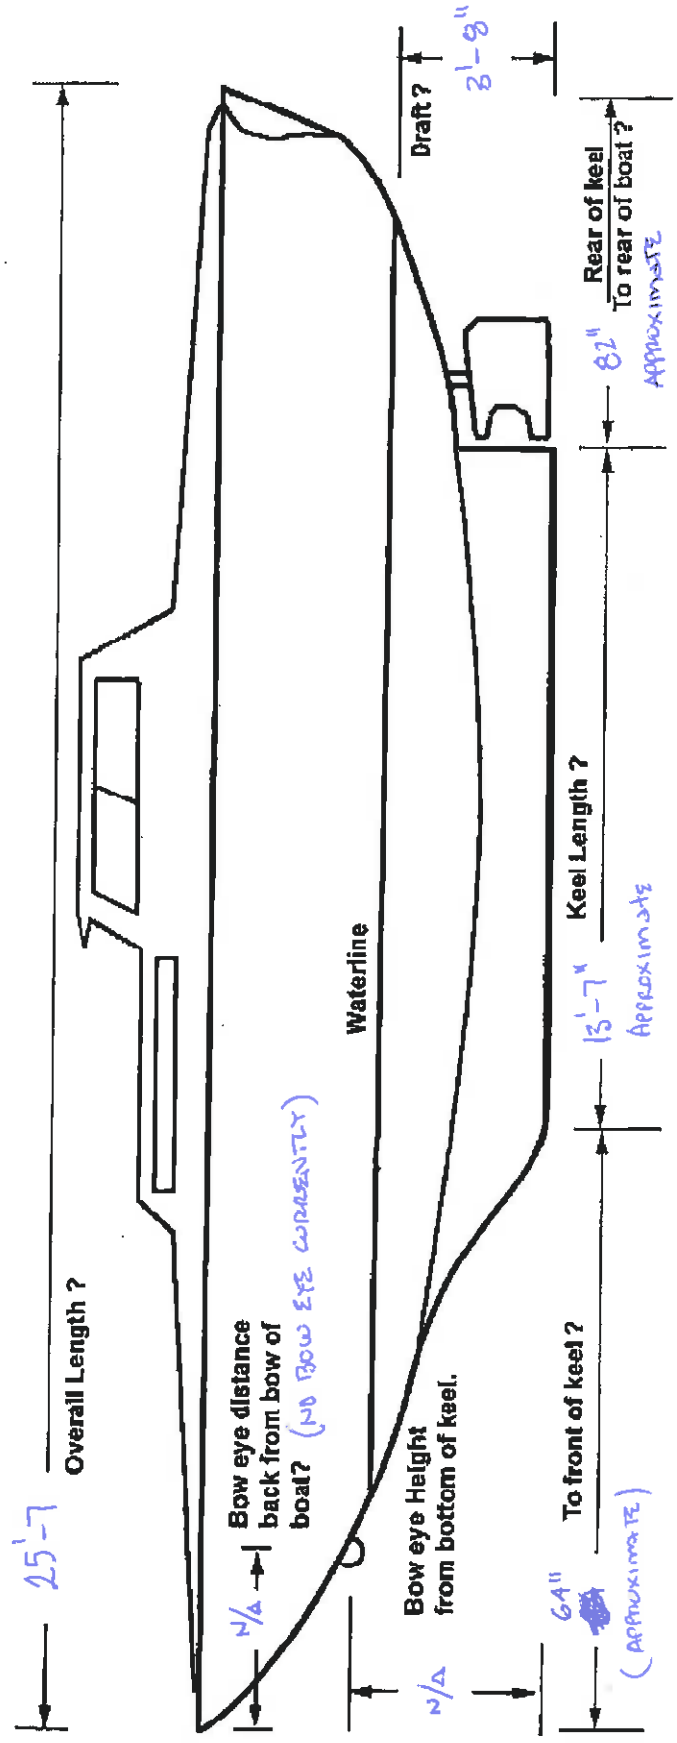 25'-7
Overall Length ?
Bow eye distance
back from bow of
boat?
(NO BOW EYE CURRENTLY)
N/A
Waterline
Draft ?
3'-8"
Bow eye Height
from bottom of keel.
N/A
To front of keel ?
64"
(APPROXIMATE)
Keel Length ?
13'-7"
APPROXIMATE
Rear of keel
To rear of boat ?
82"
APPROXIMATE